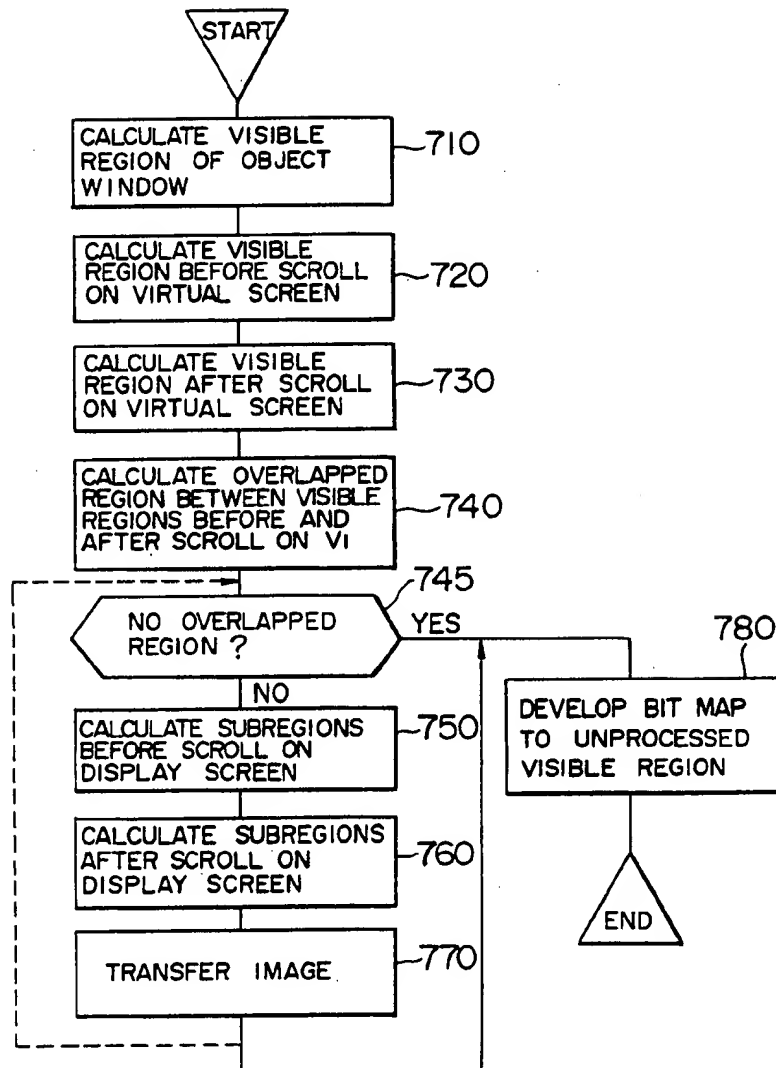 START
CALCULATE VISIBLE
REGION OF OBJECT
WINDOW
710
CALCULATE VISIBLE
REGION BEFORE SCROLL
ON VIRTUAL SCREEN
720
CALCULATE VISIBLE
REGION AFTER SCROLL
ON VIRTUAL SCREEN
730
CALCULATE OVERLAPPED
REGION BETWEEN VISIBLE
REGIONS BEFORE AND
AFTER SCROLL ON VI
740
745
NO OVERLAPPED
REGION ?
YES
NO
CALCULATE SUBREGIONS
BEFORE SCROLL ON
DISPLAY SCREEN
750
CALCULATE SUBREGIONS
AFTER SCROLL ON
DISPLAY SCREEN
760
TRANSFER IMAGE
770
780
DEVELOP BIT MAP
TO UNPROCESSED
VISIBLE REGION
END